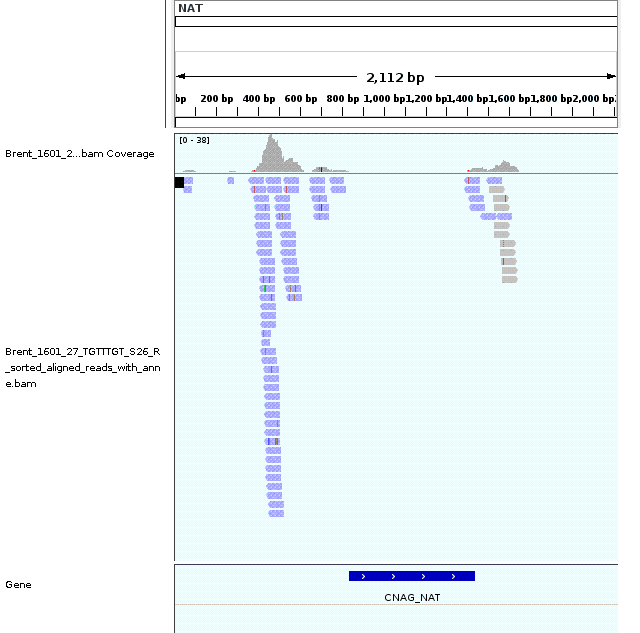 NAT
2,112 bp
bp 200 bp 400 bp 600 bp 800 bp 1,000 bp 1,200 bp 1,400 bp 1,600 bp 1,800 bp 2,000 bp
[0 - 38]
Brent_1601_2...bam Coverage
Brent_1601_27_TGTTTGT_S26_R
_sorted_aligned_reads_with_ann
e.bam
Gene
CNAG_NAT